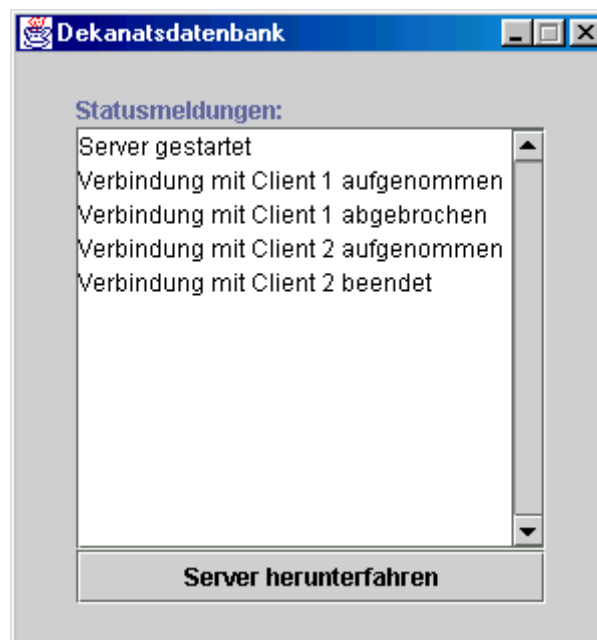 Dekanatsdatenbank
Statusmeldungen:
Server gestartet
Verbindung mit Client 1 aufgenommen
Verbindung mit Client 1 abgebrochen
Verbindung mit Client 2 aufgenommen
Verbindung mit Client 2 beendet
Server herunterfahren